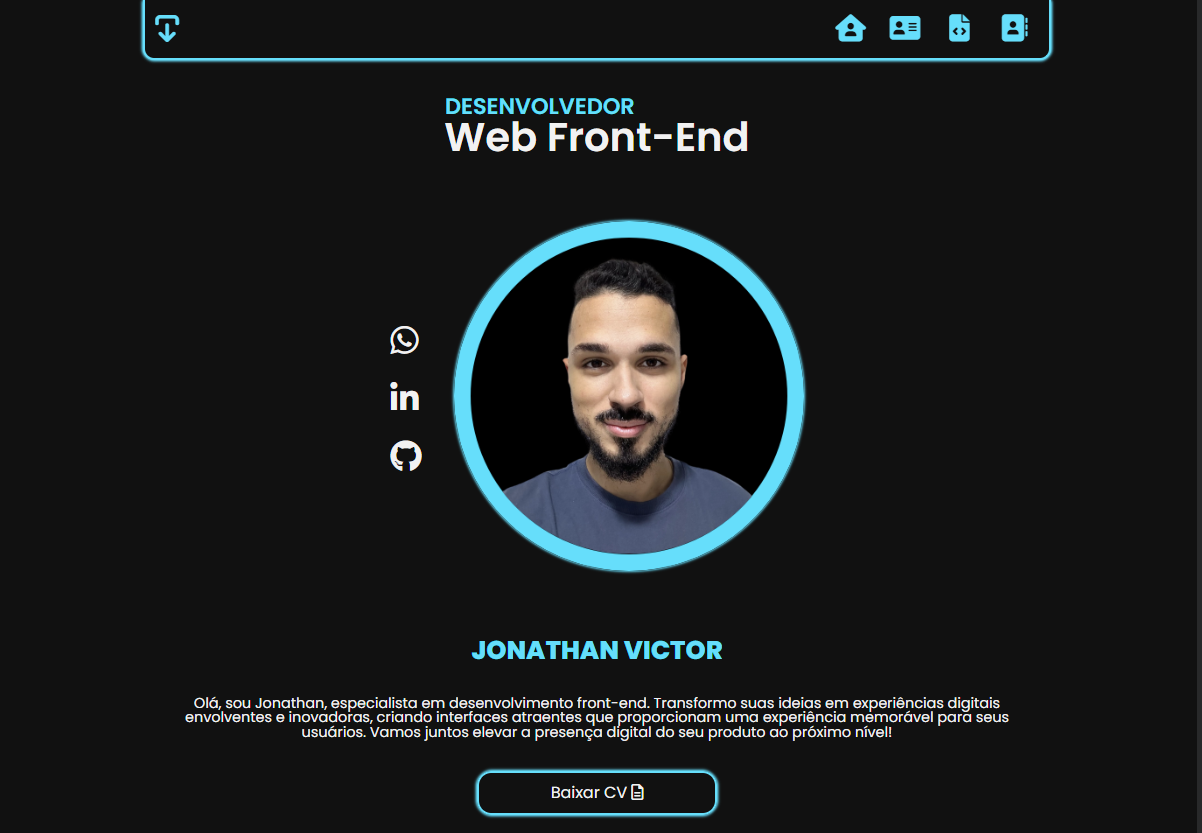 DESENVOLVEDOR
Web Front-End
JONATHAN VICTOR
Olá, sou Jonathan, especialista em desenvolvimento front-end. Transformo suas ideias em experiências digitais
envolventes e inovadoras, criando interfaces atraentes que proporcionam uma experiência memorável para seus
usuários. Vamos juntos elevar a presença digital do seu produto ao próximo nível!
Baixar CV